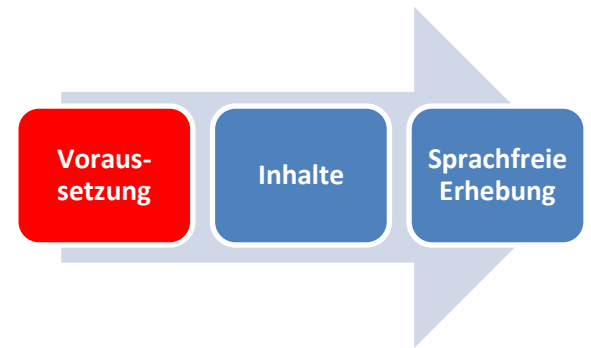 Voraus-
setzung
Inhalte
Sprachfreie
Erhebung